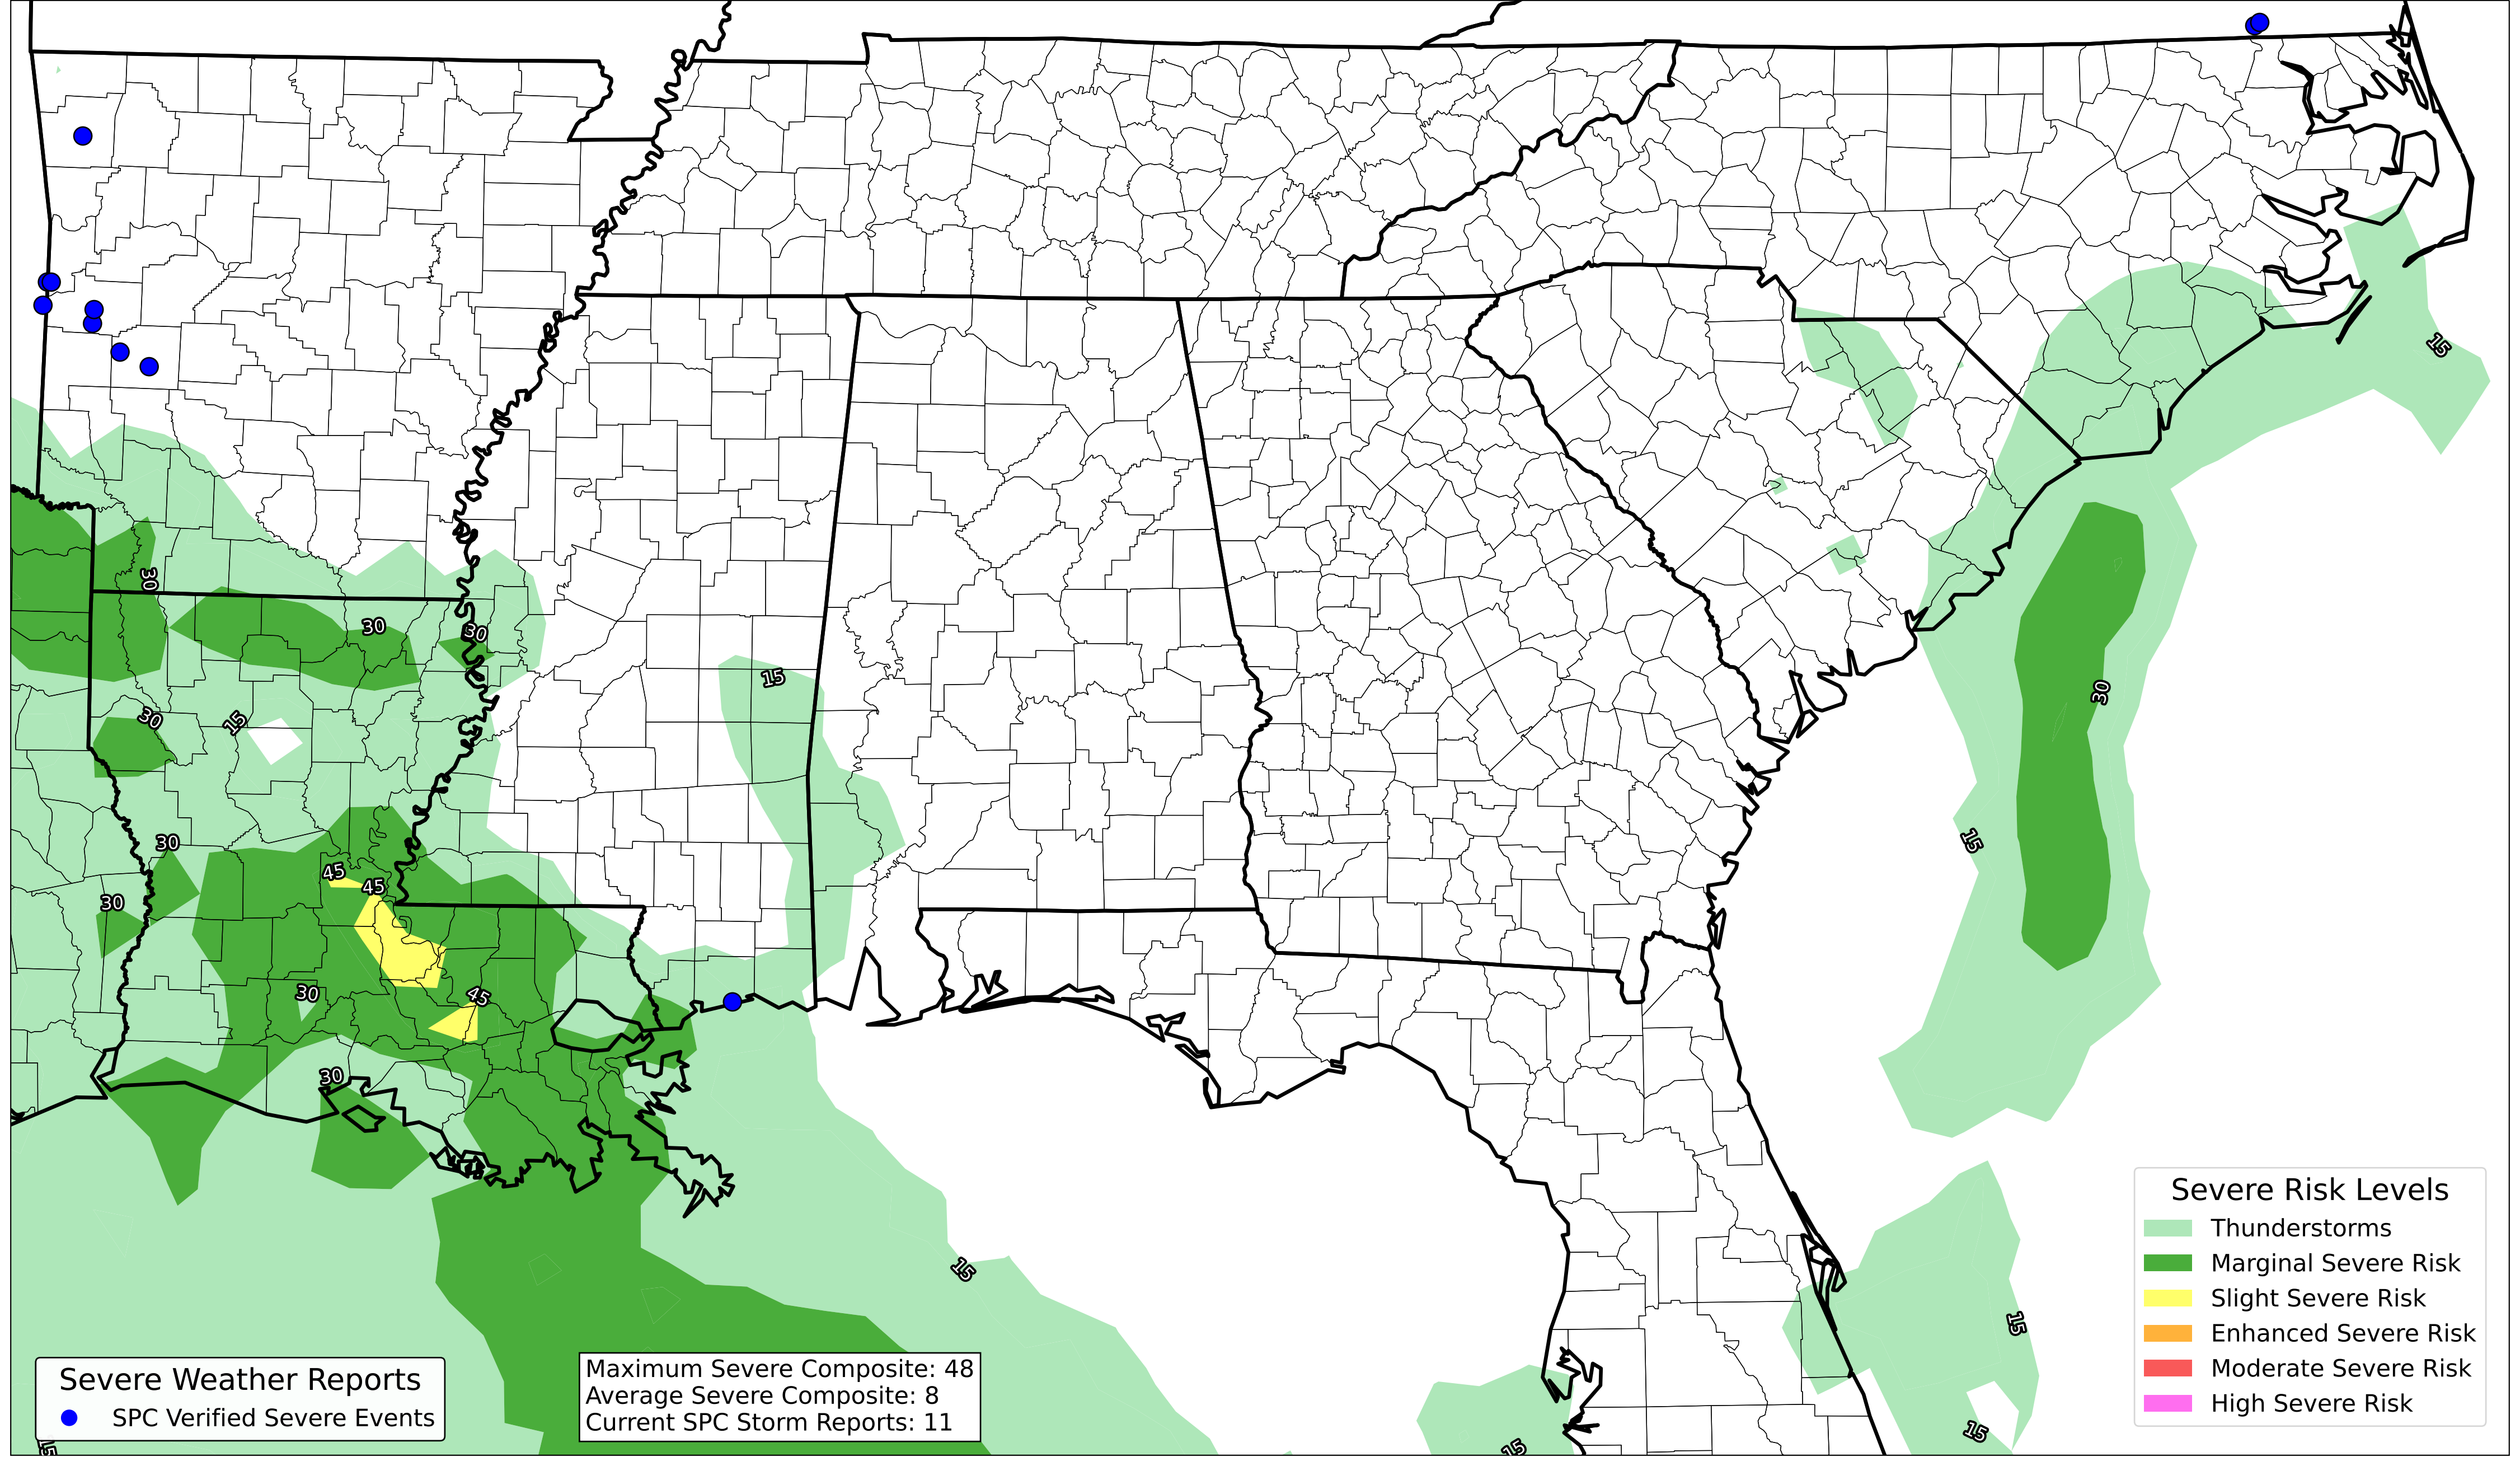 15
30
30
30
15
30
15
30
15
30
45
45
15
30
30
45
30
15
15
15
15
15
Severe Risk Levels
Thunderstorms
Marginal Severe Risk
Slight Severe Risk
Enhanced Severe Risk
Moderate Severe Risk
High Severe Risk
Severe Weather Reports
SPC Verified Severe Events
Maximum Severe Composite: 48
Average Severe Composite: 8
Current SPC Storm Reports: 11